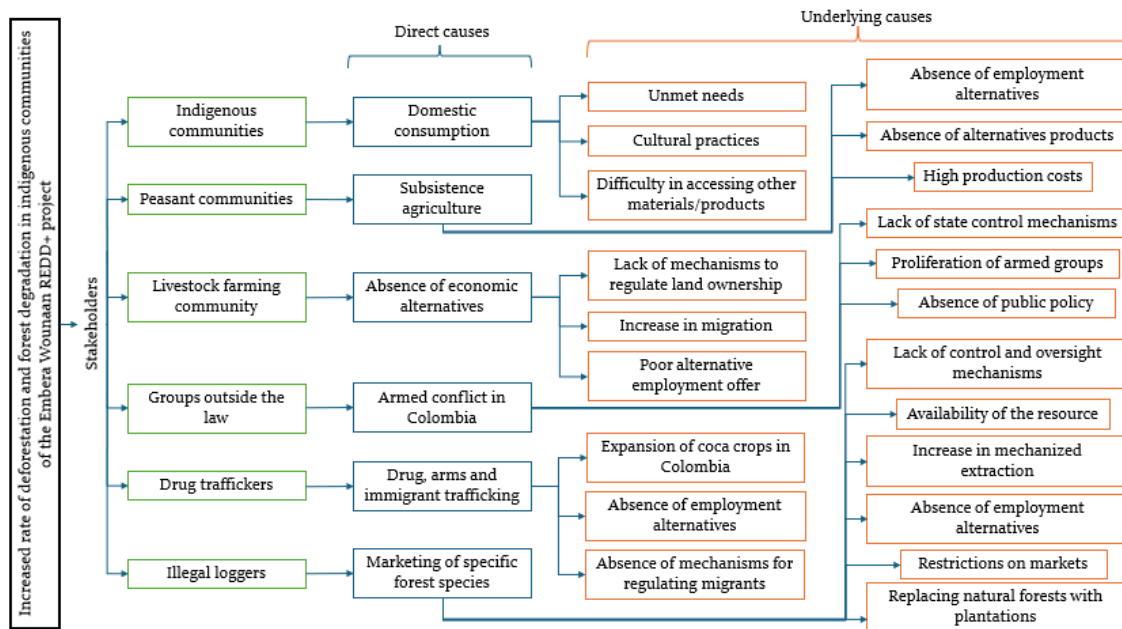 Increased rate of deforestation and forest degradation in indigenous communities
of the Embera Wounaan REDD+ project
Stakeholders
Direct causes
Underlying causes
Indigenous
communities
Domestic
consumption
Unmet needs
Cultural practices
Difficulty in accessing other
materials/products
Peasant communities
Subsistence
agriculture
Absence of employment
alternatives
Absence of alternatives products
High production costs
Livestock farming
community
Absence of economic
alternatives
Lack of mechanisms to
regulate land ownership
Increase in migration
Poor alternative
employment offer
Groups outside the
law
Armed conflict in
Colombia
Lack of state control mechanisms
Proliferation of armed groups
Absence of public policy
Drug traffickers
Drug, arms and
immigrant trafficking
Expansion of coca crops in
Colombia
Absence of employment
alternatives
Absence of mechanisms for
regulating migrants
Illegal loggers
Marketing of specific
forest species
Lack of control and oversight
mechanisms
Availability of the resource
Increase in mechanized
extraction
Absence of employment
alternatives
Restrictions on markets
Replacing natural forests with
plantations